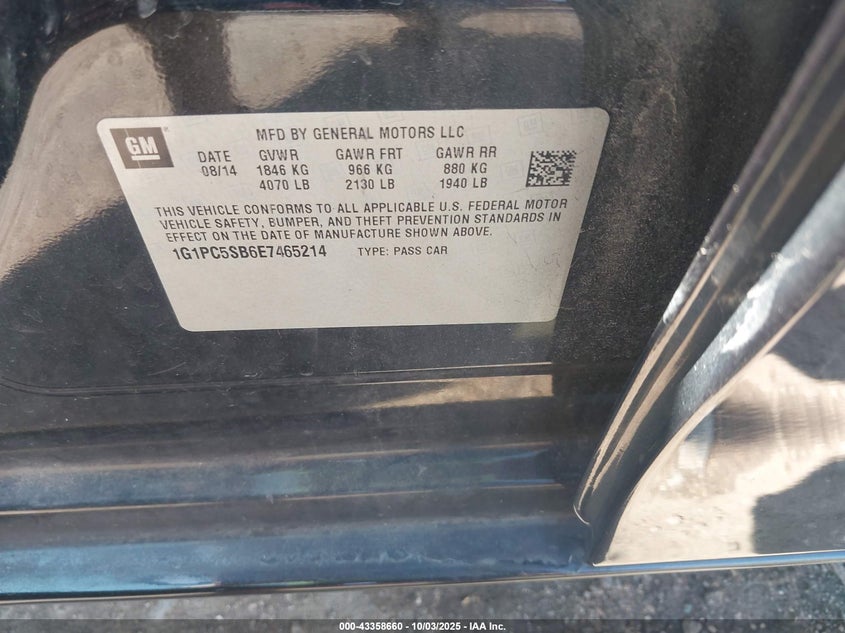 GM
MFD BY GENERAL MOTORS LLC
DATE GVWR GAWR FRT GAWR RR
08/14 1846 KG 966 KG 880 KG
4070 LB 2130 LB 1940 LB
THIS VEHICLE CONFORMS TO ALL APPLICABLE U.S. FEDERAL MOTOR
VEHICLE SAFETY, BUMPER, AND THEFT PREVENTION STANDARDS IN
EFFECT ON THE DATE OF MANUFACTURE SHOWN ABOVE.
1G1PC5SB6E7465214 TYPE: PASS CAR
000-43358660 | 10/03/2025 - IAA Inc.